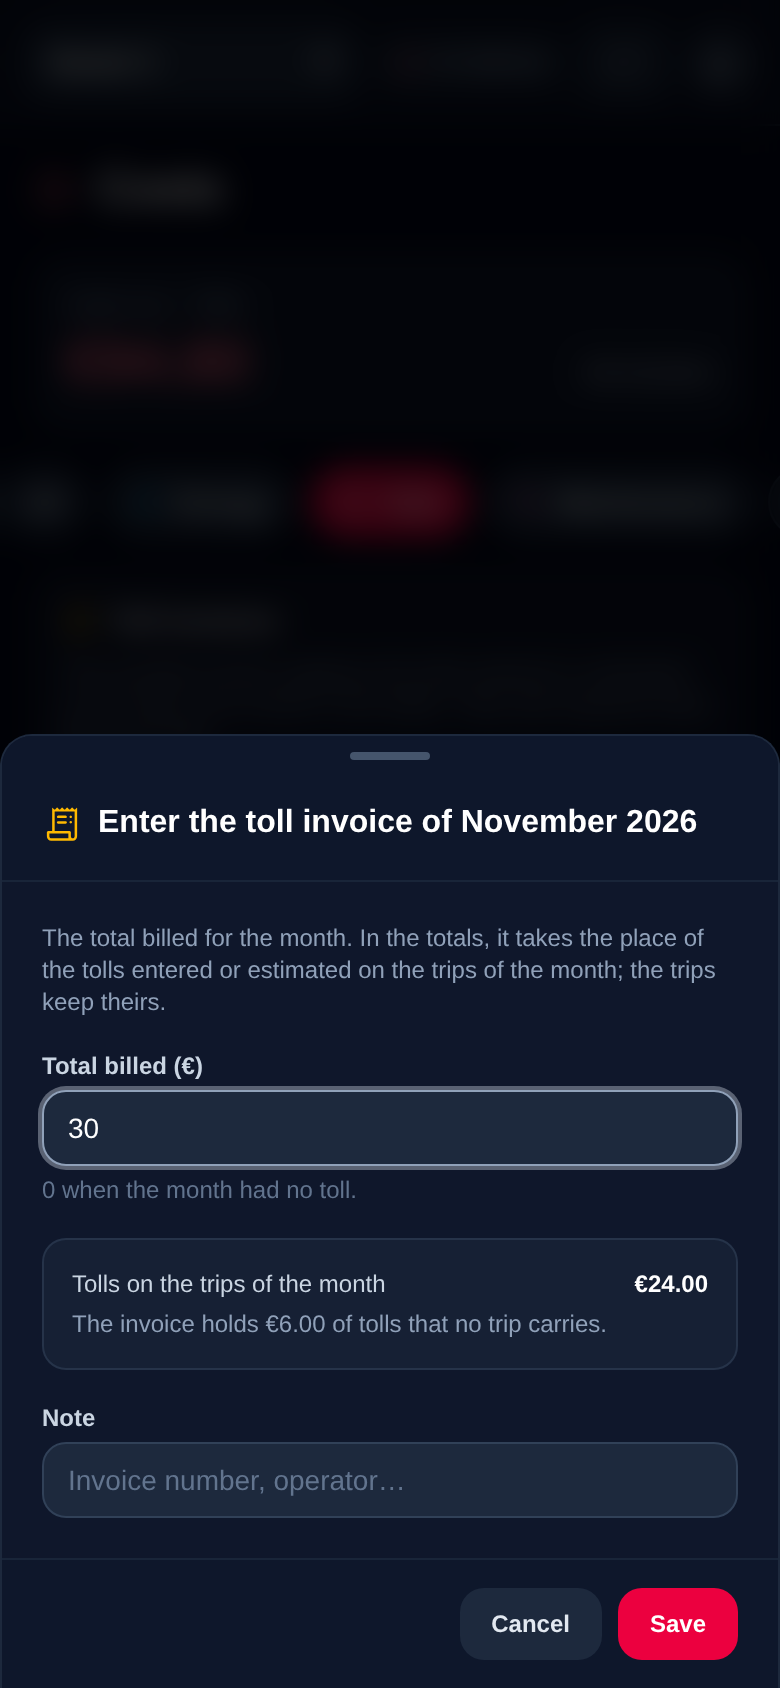 Enter the toll invoice of November 2026
The total billed for the month. In the totals, it takes the place of
the tolls entered or estimated on the trips of the month; the trips
keep theirs.
Total billed (€)
30
0 when the month had no toll.
Tolls on the trips of the month €24.00
The invoice holds €6.00 of tolls that no trip carries.
Note
Invoice number, operator…
Cancel Save